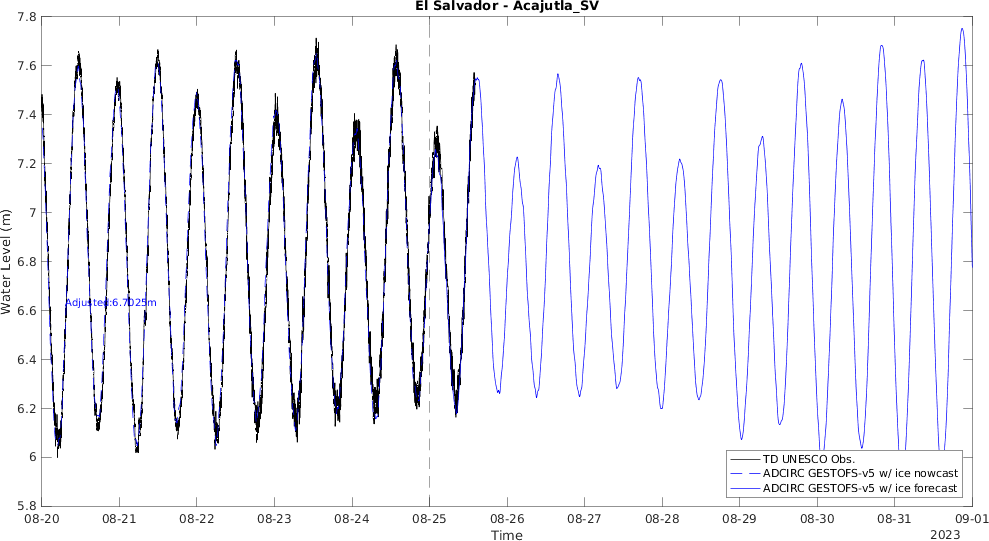 El Salvador - Acajutla_SV
7.8
7.6
7.4
7.2
7
6.8
6.6
6.4
6.2
6
5.8
Water Level (m)
Adjusted:6.7025m
TD UNESCO Obs.
ADCIRC GESTOFS-v5 w/ ice nowcast
ADCIRC GESTOFS-v5 w/ ice forecast
08-20 08-21 08-22 08-23 08-24 08-25 08-26 08-27 08-28 08-29 08-30 08-31 09-01
Time
2023